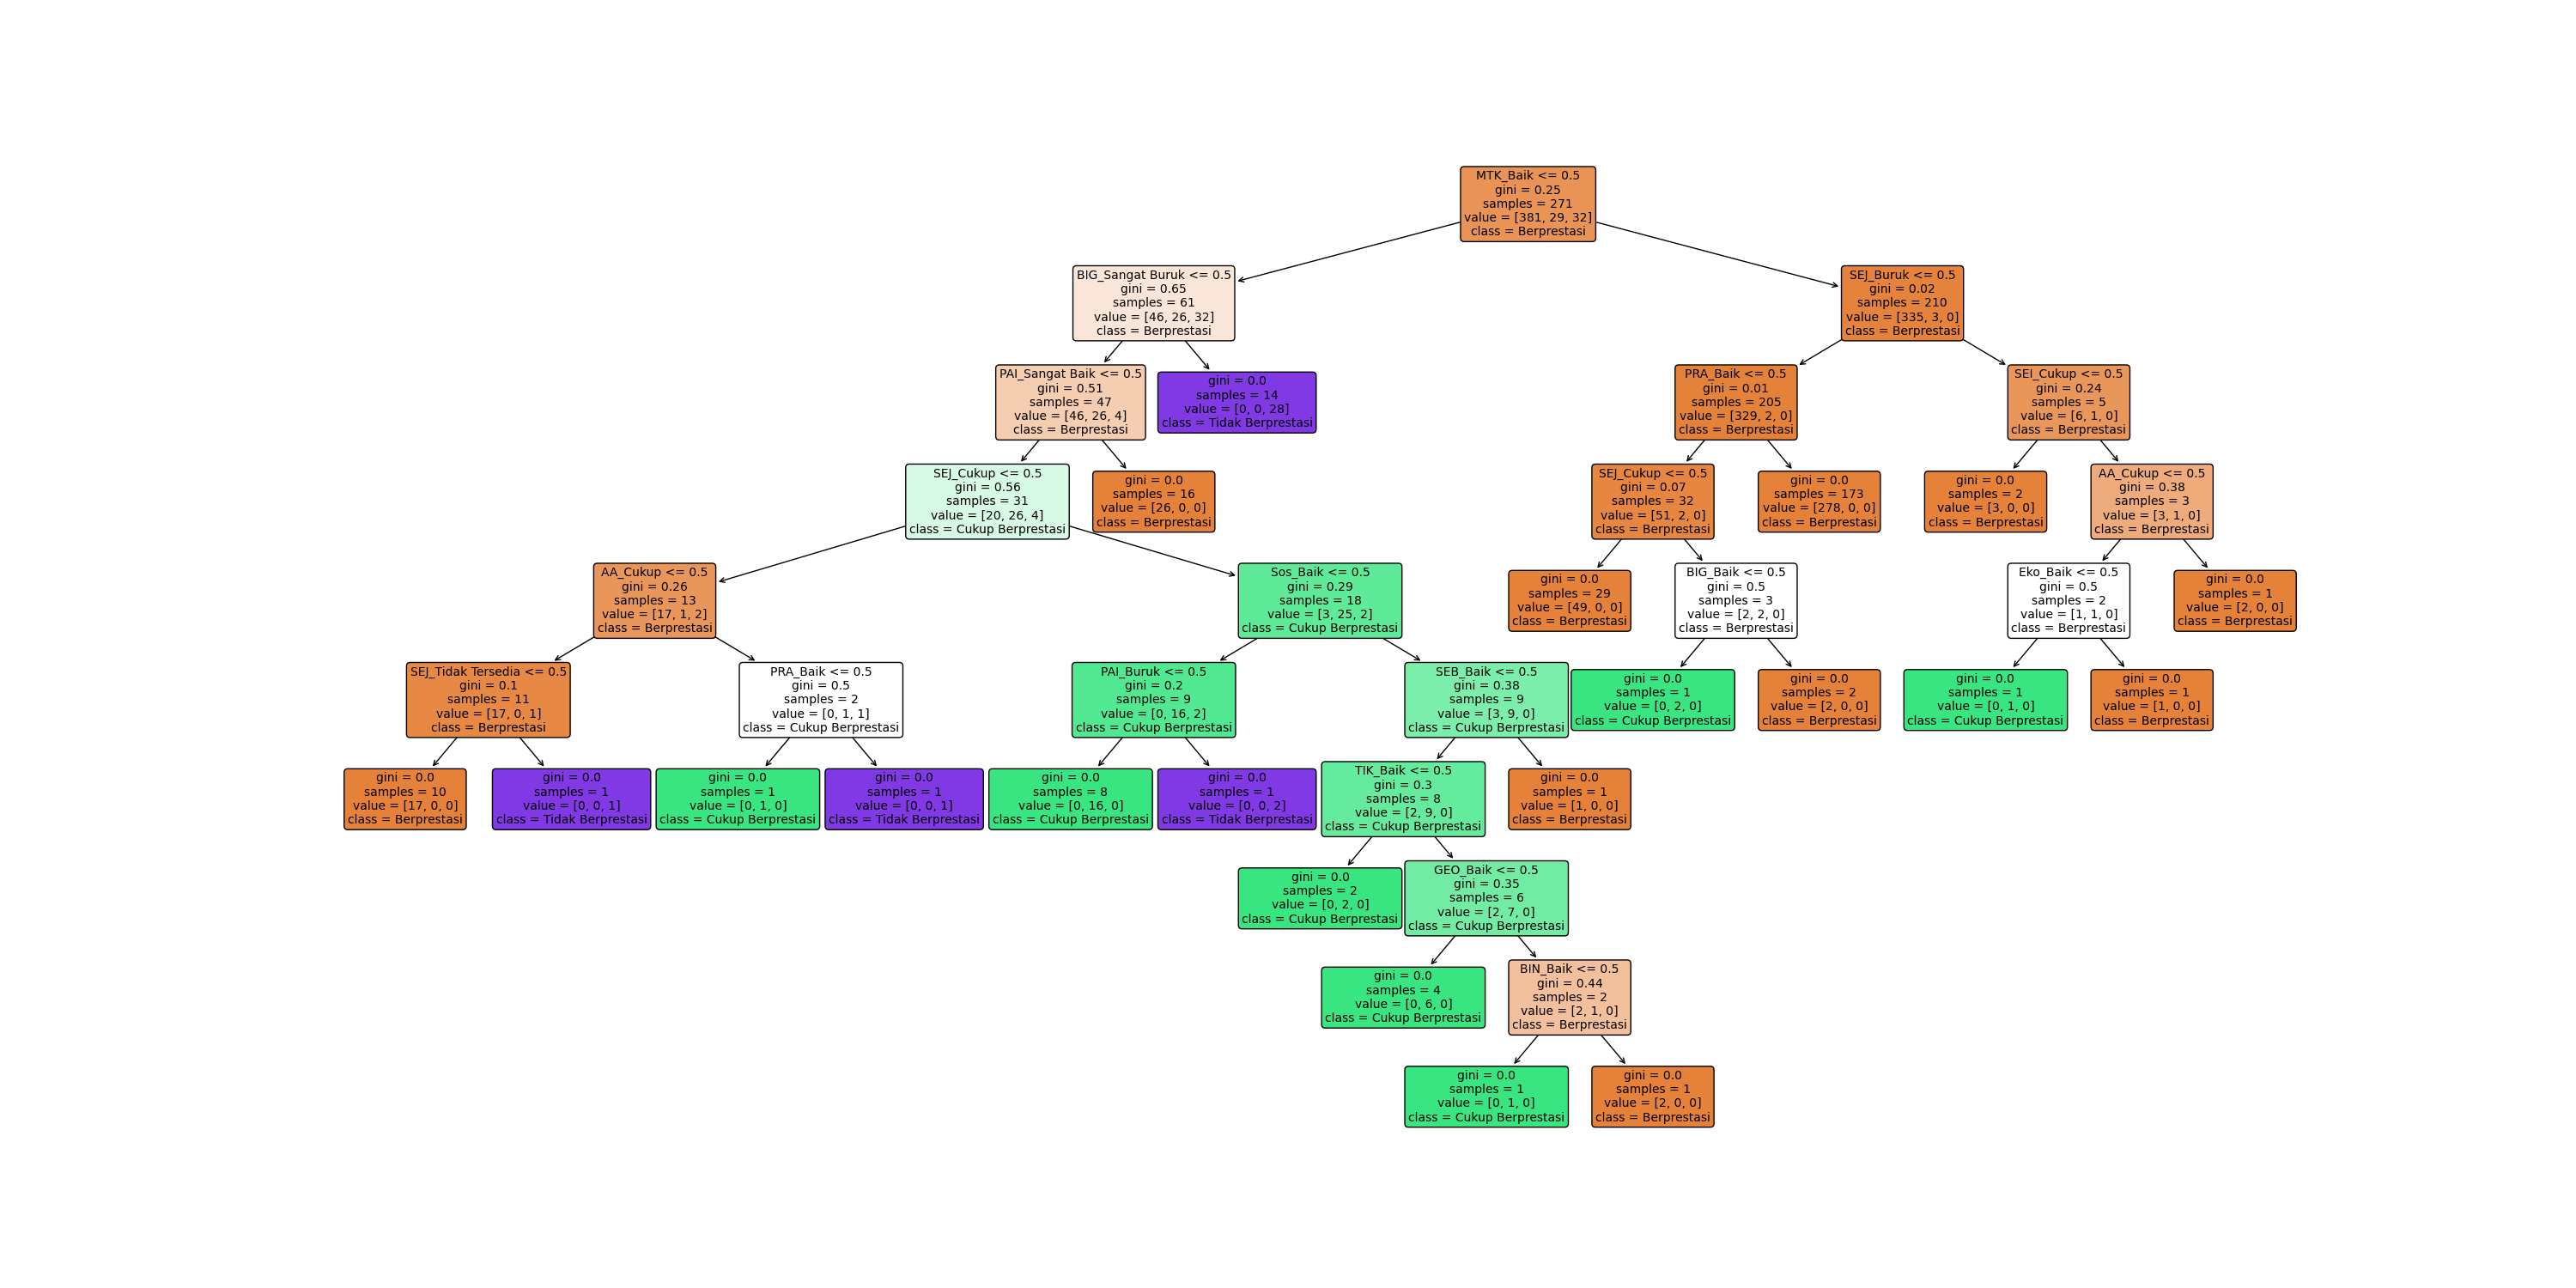 MTK_Baik <= 0.5
gini = 0.25
samples = 271
value = [381, 29, 32]
class = Berprestasi
BIG_Sangat Buruk <= 0.5
gini = 0.65
samples = 61
value = [46, 26, 32]
class = Berprestasi
SEJ_Buruk <= 0.5
gini = 0.02
samples = 210
value = [335, 3, 0]
class = Berprestasi
PAI_Sangat Baik <= 0.5
gini = 0.51
samples = 47
value = [46, 26, 4]
class = Berprestasi
gini = 0.0
samples = 14
value = [0, 0, 28]
class = Tidak Berprestasi
PRA_Baik <= 0.5
gini = 0.01
samples = 205
value = [329, 2, 0]
class = Berprestasi
SEI_Cukup <= 0.5
gini = 0.24
samples = 5
value = [6, 1, 0]
class = Berprestasi
SEJ_Cukup <= 0.5
gini = 0.56
samples = 31
value = [20, 26, 4]
class = Cukup Berprestasi
gini = 0.0
samples = 16
value = [26, 0, 0]
class = Berprestasi
SEJ_Cukup <= 0.5
gini = 0.07
samples = 32
value = [51, 2, 0]
class = Berprestasi
gini = 0.0
samples = 173
value = [278, 0, 0]
class = Berprestasi
gini = 0.0
samples = 2
value = [3, 0, 0]
class = Berprestasi
AA_Cukup <= 0.5
gini = 0.38
samples = 3
value = [3, 1, 0]
class = Berprestasi
AA_Cukup <= 0.5
gini = 0.26
samples = 13
value = [17, 1, 2]
class = Berprestasi
Sos_Baik <= 0.5
gini = 0.29
samples = 18
value = [3, 25, 2]
class = Cukup Berprestasi
gini = 0.0
samples = 29
value = [49, 0, 0]
class = Berprestasi
BIG_Baik <= 0.5
gini = 0.5
samples = 3
value = [2, 2, 0]
class = Berprestasi
Eko_Baik <= 0.5
gini = 0.5
samples = 2
value = [1, 1, 0]
class = Berprestasi
gini = 0.0
samples = 1
value = [2, 0, 0]
class = Berprestasi
SEJ_Tidak Tersedia <= 0.5
gini = 0.1
samples = 11
value = [17, 0, 1]
class = Berprestasi
PRA_Baik <= 0.5
gini = 0.5
samples = 2
value = [0, 1, 1]
class = Cukup Berprestasi
PAI_Buruk <= 0.5
gini = 0.2
samples = 9
value = [0, 16, 2]
class = Cukup Berprestasi
SEB_Baik <= 0.5
gini = 0.38
samples = 9
value = [3, 9, 0]
class = Cukup Berprestasi
gini = 0.0
samples = 1
value = [0, 2, 0]
class = Cukup Berprestasi
gini = 0.0
samples = 2
value = [2, 0, 0]
class = Berprestasi
gini = 0.0
samples = 1
value = [0, 1, 0]
class = Cukup Berprestasi
gini = 0.0
samples = 1
value = [1, 0, 0]
class = Berprestasi
gini = 0.0
samples = 10
value = [17, 0, 0]
class = Berprestasi
gini = 0.0
samples = 1
value = [0, 0, 1]
class = Tidak Berprestasi
gini = 0.0
samples = 1
value = [0, 1, 0]
class = Cukup Berprestasi
gini = 0.0
samples = 1
value = [0, 0, 1]
class = Tidak Berprestasi
gini = 0.0
samples = 8
value = [0, 16, 0]
class = Cukup Berprestasi
gini = 0.0
samples = 1
value = [0, 0, 2]
class = Tidak Berprestasi
TIK_Baik <= 0.5
gini = 0.3
samples = 8
value = [2, 9, 0]
class = Cukup Berprestasi
gini = 0.0
samples = 1
value = [1, 0, 0]
class = Berprestasi
gini = 0.0
samples = 2
value = [0, 2, 0]
class = Cukup Berprestasi
GEO_Baik <= 0.5
gini = 0.35
samples = 6
value = [2, 7, 0]
class = Cukup Berprestasi
gini = 0.0
samples = 4
value = [0, 6, 0]
class = Cukup Berprestasi
BIN_Baik <= 0.5
gini = 0.44
samples = 2
value = [2, 1, 0]
class = Berprestasi
gini = 0.0
samples = 1
value = [0, 1, 0]
class = Cukup Berprestasi
gini = 0.0
samples = 1
value = [2, 0, 0]
class = Berprestasi